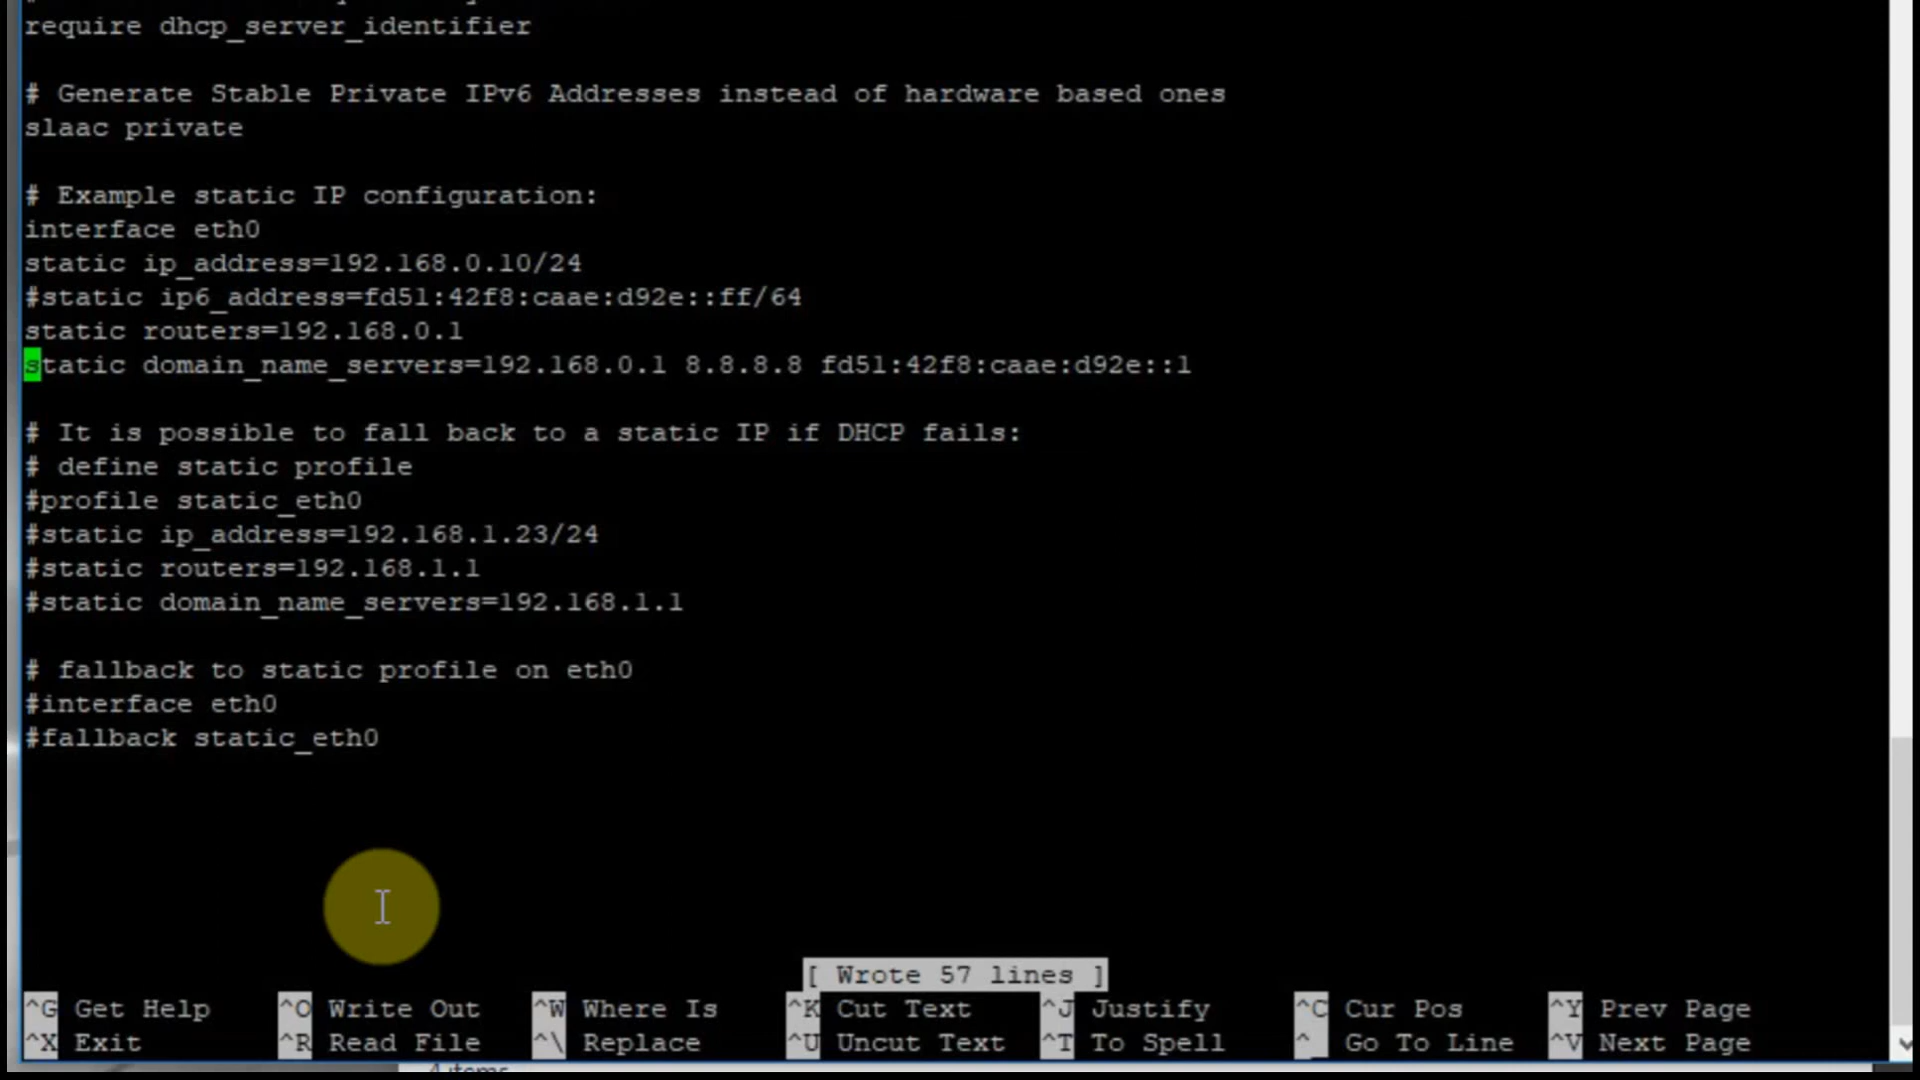 require dhcp_server_identifier
# Generate Stable Private IPv6 Addresses instead of hardware based ones
slaac private
# Example static IP configuration:
interface eth0
static ip_address=192.168.0.10/24
#static ip6_address=fd51:42f8:caae:d92e::ff/64
static routers=192.168.0.1
static domain_name_servers=192.168.0.1 8.8.8.8 fd51:42f8:caae:d92e::1
# It is possible to fall back to a static IP if DHCP fails:
# define static profile
#profile static_eth0
#static ip_address=192.168.1.23/24
#static routers=192.168.1.1
#static domain_name_servers=192.168.1.1
# fallback to static profile on eth0
#interface eth0
#fallback static_eth0
[ Wrote 57 lines ]
^G Get Help ^O Write Out ^W Where Is ^K Cut Text ^J Justify ^C Cur Pos ^Y Prev Page
^X Exit ^R Read File ^\ Replace ^U Uncut Text ^T To Spell ^_ Go To Line ^V Next Page